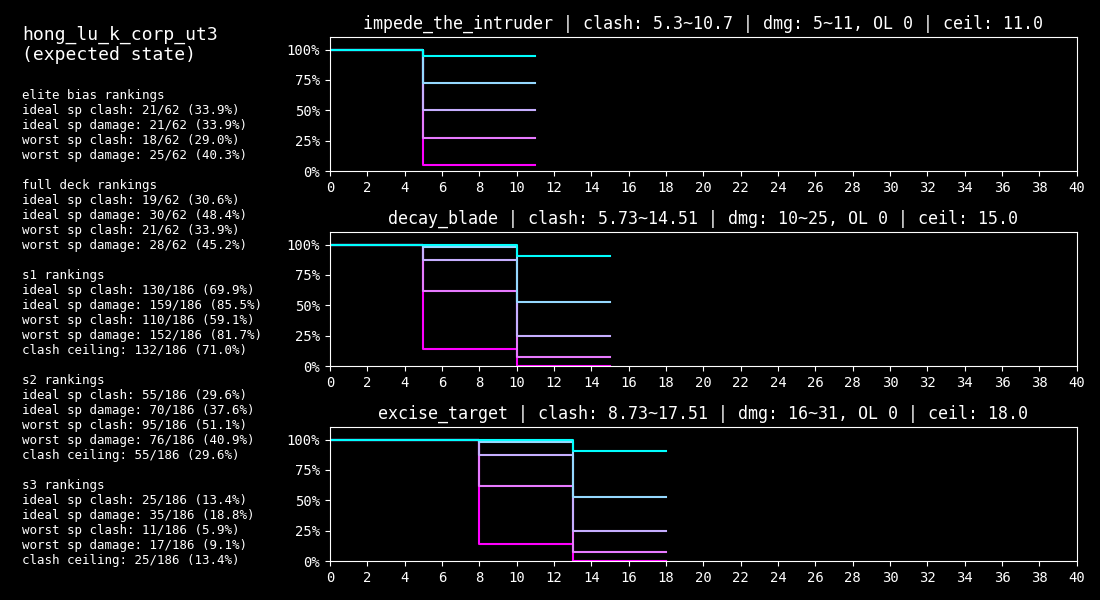 hong_lu_k_corp_ut3
(expected state)
elite bias rankings
ideal sp clash: 21/62 (33.9%)
ideal sp damage: 21/62 (33.9%)
worst sp clash: 18/62 (29.0%)
worst sp damage: 25/62 (40.3%)
full deck rankings
ideal sp clash: 19/62 (30.6%)
ideal sp damage: 30/62 (48.4%)
worst sp clash: 21/62 (33.9%)
worst sp damage: 28/62 (45.2%)
s1 rankings
ideal sp clash: 130/186 (69.9%)
ideal sp damage: 159/186 (85.5%)
worst sp clash: 110/186 (59.1%)
worst sp damage: 152/186 (81.7%)
clash ceiling: 132/186 (71.0%)
s2 rankings
ideal sp clash: 55/186 (29.6%)
ideal sp damage: 70/186 (37.6%)
worst sp clash: 95/186 (51.1%)
worst sp damage: 76/186 (40.9%)
clash ceiling: 55/186 (29.6%)
s3 rankings
ideal sp clash: 25/186 (13.4%)
ideal sp damage: 35/186 (18.8%)
worst sp clash: 11/186 (5.9%)
worst sp damage: 17/186 (9.1%)
clash ceiling: 25/186 (13.4%)
impede_the_intruder | clash: 5.3~10.7 | dmg: 5~11, OL 0 | ceil: 11.0
100%
75%
50%
25%
0%
0 2 4 6 8 10 12 14 16 18 20 22 24 26 28 30 32 34 36 38 40
decay_blade | clash: 5.73~14.51 | dmg: 10~25, OL 0 | ceil: 15.0
100%
75%
50%
25%
0%
0 2 4 6 8 10 12 14 16 18 20 22 24 26 28 30 32 34 36 38 40
excise_target | clash: 8.73~17.51 | dmg: 16~31, OL 0 | ceil: 18.0
100%
75%
50%
25%
0%
0 2 4 6 8 10 12 14 16 18 20 22 24 26 28 30 32 34 36 38 40